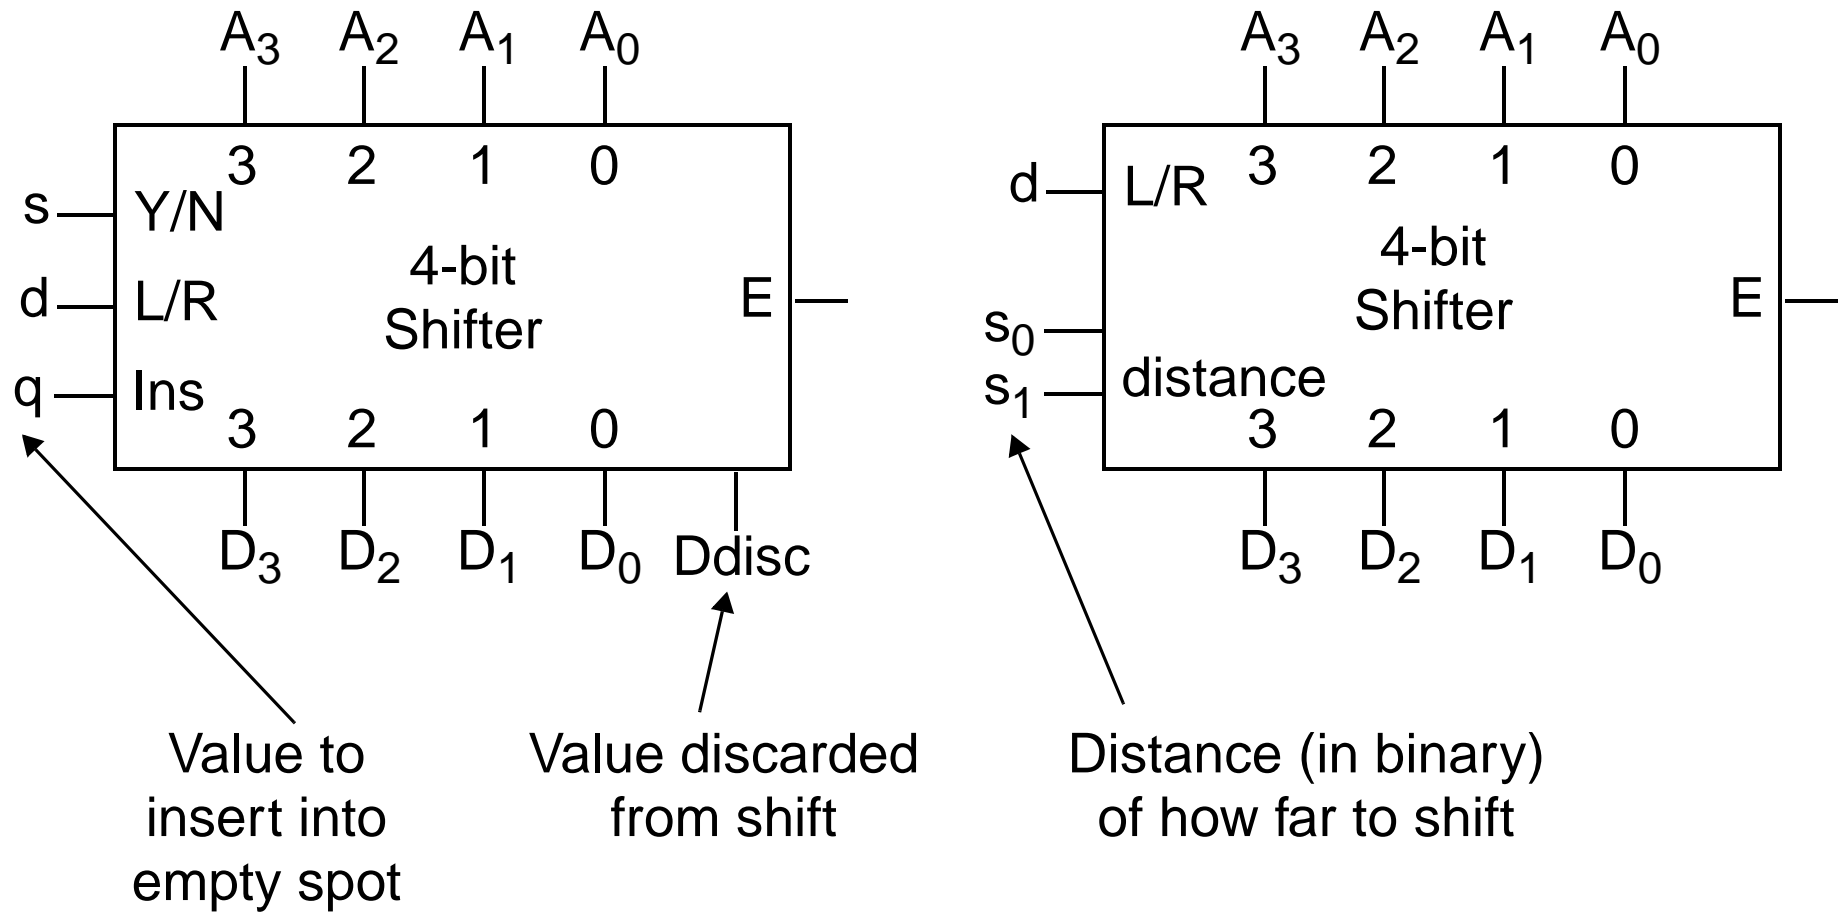 A3 A2 A1 A0
3 2 1 0
s Y/N
4-bit
Shifter
d L/R
E
q Ins
3 2 1 0
D3 D2 D1 D0 Ddisc
Value to
insert into
empty spot
Value discarded
from shift
A3 A2 A1 A0
3 2 1 0
d L/R
4-bit
Shifter
E
s0
s1 distance
3 2 1 0
D3 D2 D1 D0
Distance (in binary)
of how far to shift